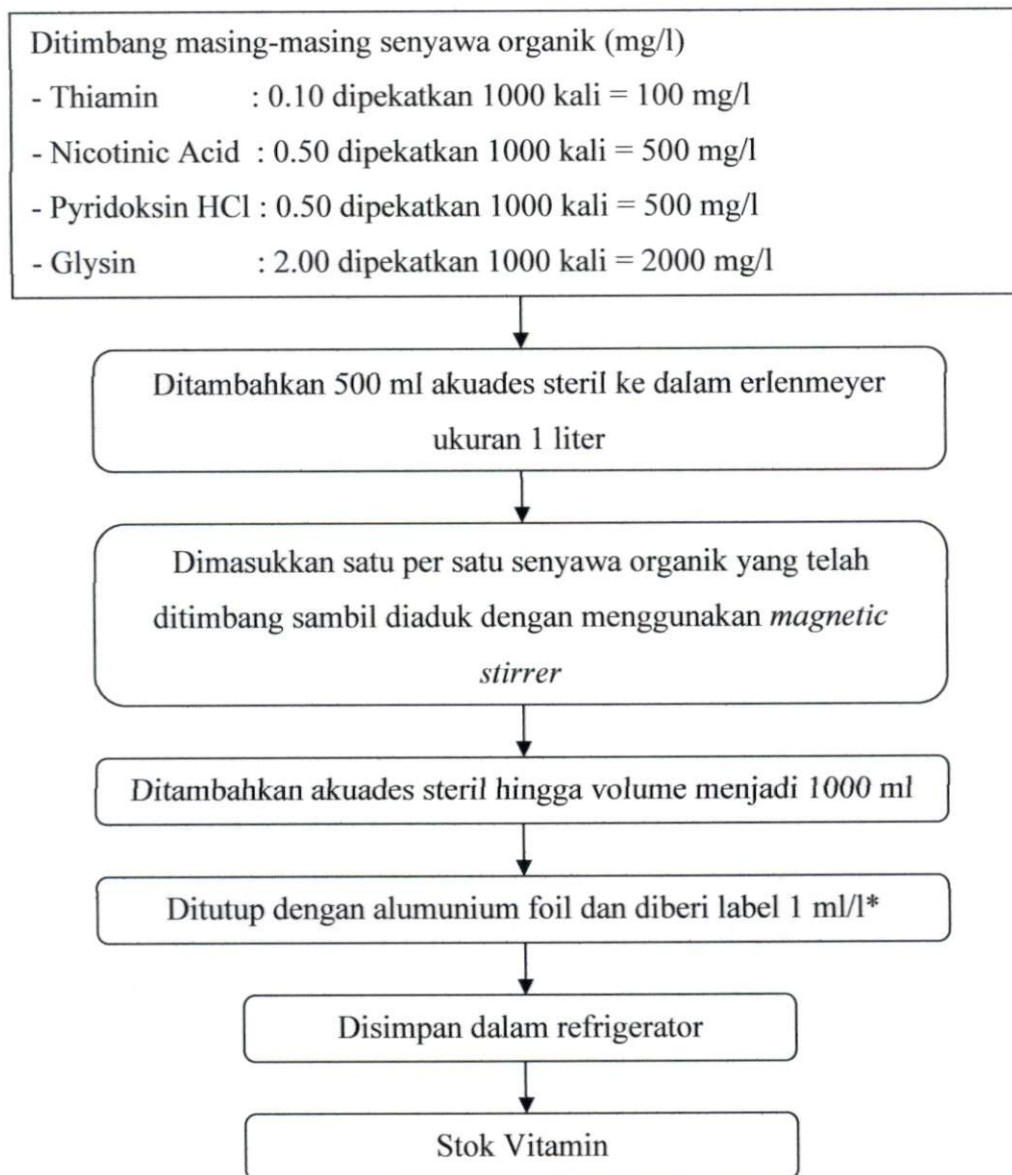 Ditimbang masing-masing senyawa organik (mg/l)
- Thiamin : 0.10 dipekatkan 1000 kali = 100 mg/l
- Nicotinic Acid : 0.50 dipekatkan 1000 kali = 500 mg/l
- Pyridoksin HCl : 0.50 dipekatkan 1000 kali = 500 mg/l
- Glysin : 2.00 dipekatkan 1000 kali = 2000 mg/l
Ditambahkan 500 ml akuades steril ke dalam erlenmeyer
ukuran 1 liter
Dimasukkan satu per satu senyawa organik yang telah
ditimbang sambil diaduk dengan menggunakan magnetic
stirrer
Ditambahkan akuades steril hingga volume menjadi 1000 ml
Ditutup dengan alumunium foil dan diberi label 1 ml/l*
Disimpan dalam refrigerator
Stok Vitamin